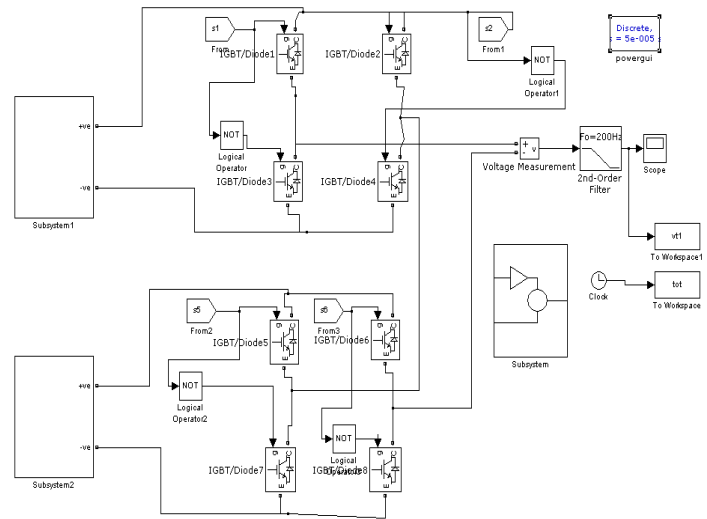 s1
From
IGBT/Diode1
g
C
E
IGBT/Diode2
g
C
E
s2
From1
NOT
Logical
Operator1
Discrete,
s = 5e-005 s
powergui
+ve
-ve
Subsystem1
NOT
Logical
Operator
IGBT/Diode3
g
C
E
IGBT/Diode4
g
C
E
+
-
v
Voltage Measurement
Fo=200Hz
2nd-Order
Filter
Scope
vt1
To Workspace1
Clock
tot
To Workspace
Subsystem
s5
From2
IGBT/Diode5
g
C
E
s6
From3
IGBT/Diode6
g
C
E
+ve
-ve
Subsystem2
NOT
Logical
Operator2
IGBT/Diode7
g
C
E
NOT
Logical
IGBT/Diode8
g
C
E